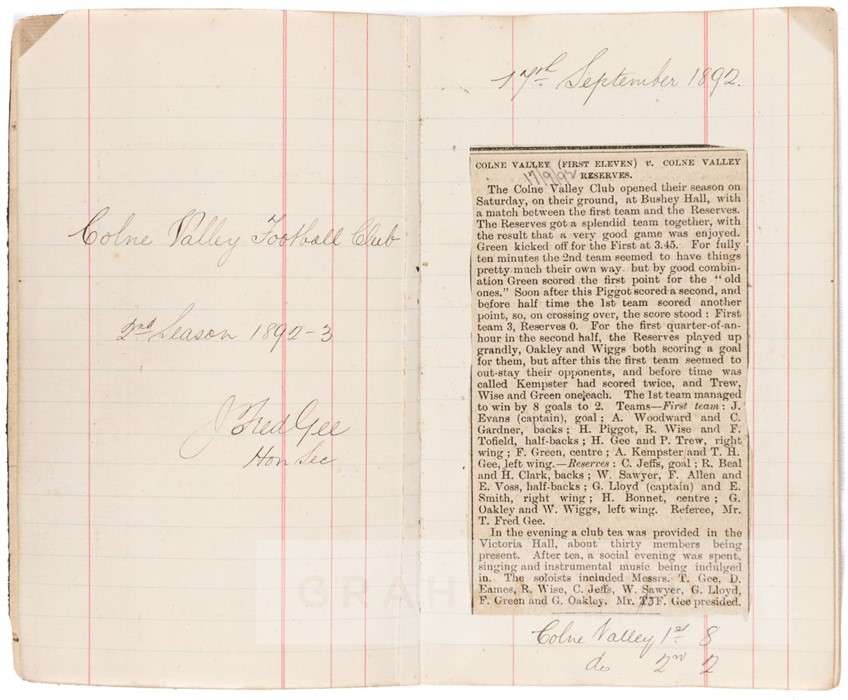 Colne Valley Football Club
2nd Season 1892-3
J Fred Gee
Hon Sec
17th September 1892.
COLNE VALLEY (FIRST ELEVEN) v. COLNE VALLEY
17/9/92 RESERVES.
The Colne Valley Club opened their season on
Saturday, on their ground, at Bushey Hall, with
a match between the first team and the Reserves.
The Reserves got a splendid team together, with
the result that a very good game was enjoyed.
Green kicked off for the First at 3.45. For fully
ten minutes the 2nd team seemed to have things
pretty much their own way but by good combin-
ation Green scored the first point for the "old
ones." Soon after this Piggot scored a second, and
before half time the 1st team scored another
point, so, on crossing over, the score stood : First
team 3, Reserves 0. For the first quarter-of-an-
hour in the second half, the Reserves played up
grandly, Oakley and Wiggs both scoring a goal
for them, but after this the first team seemed to
out-stay their opponents, and before time was
called Kempster had scored twice, and Trew,
Wise and Green one each. The 1st team managed
to win by 8 goals to 2. Teams—First team : J.
Evans (captain), goal ; A. Woodward and C.
Gardner, backs ; H. Piggot, R. Wise and F.
Tofield, half-backs ; H. Gee and P. Trew, right
wing ; F. Green, centre ; A. Kempster and T. H.
Gee, left wing.—Reserves : C. Jeffs, goal ; R. Beal
and H. Clark, backs ; W. Sawyer, F. Allen and
E. Voss, half-backs ; G. Lloyd (captain) and E.
Smith, right wing ; H. Bonnet, centre ; G.
Oakley and W. Wiggs, left wing. Referee, Mr.
T. Fred Gee.
In the evening a club tea was provided in the
Victoria Hall, about thirty members being
present. After tea, a social evening was spent,
singing and instrumental music being indulged
in. The soloists included Messrs. T. Gee, D.
Eames, R. Wise, C. Jeffs, W. Sawyer, G. Lloyd,
F. Green and G. Oakley. Mr. F. Gee presided.
Colne Valley 1st 8
do 2nd 2